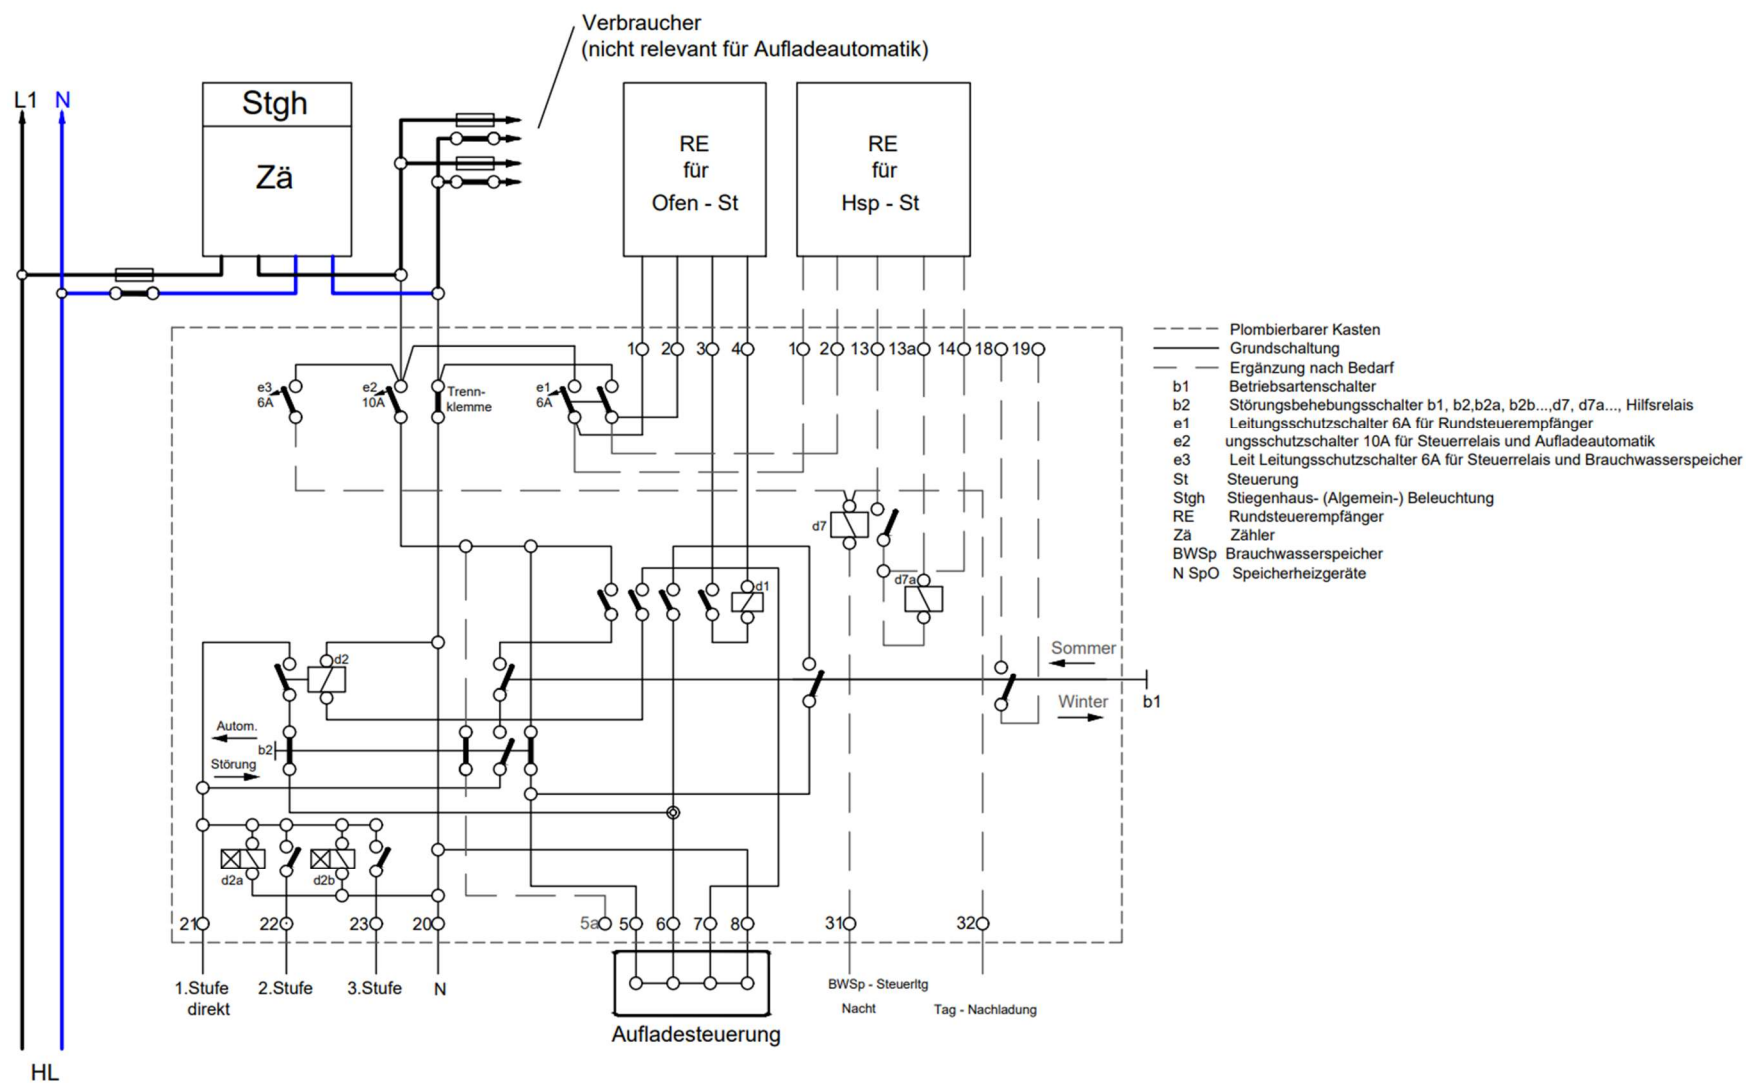 Verbraucher
(nicht relevant für Aufladeautomatik)
L1 N
Stgh
Zä
RE
für
Ofen - St
RE
für
Hsp - St
1 2 3 4 1 2 13 13a 14 18 19
e3
6A
e2
10A
Trenn-
klemme
e1
6A
Plombierbarer Kasten
Grundschaltung
Ergänzung nach Bedarf
b1 Betriebsartenschalter
b2 Störungsbehebungsschalter b1, b2,b2a, b2b...,d7, d7a..., Hilfsrelais
e1 Leitungsschutzschalter 6A für Rundsteuerempfänger
e2 ungsschutzschalter 10A für Steuerrelais und Aufladeautomatik
e3 Leit Leitungsschutzschalter 6A für Steuerrelais und Brauchwasserspeicher
St Steuerung
Stgh Stiegenhaus- (Algemein-) Beleuchtung
RE Rundsteuerempfänger
Zä Zähler
BWSp Brauchwasserspeicher
N SpO Speicherheizgeräte
d7
d7a
d1
d2
Sommer
Winter
b1
Autom.
b2
Störung
d2a
d2b
21 22 23 20 5a 5 6 7 8 31 32
1.Stufe
direkt
2.Stufe
3.Stufe
N
Aufladesteuerung
BWSp - Steuerltg
Nacht
Tag - Nachladung
HL